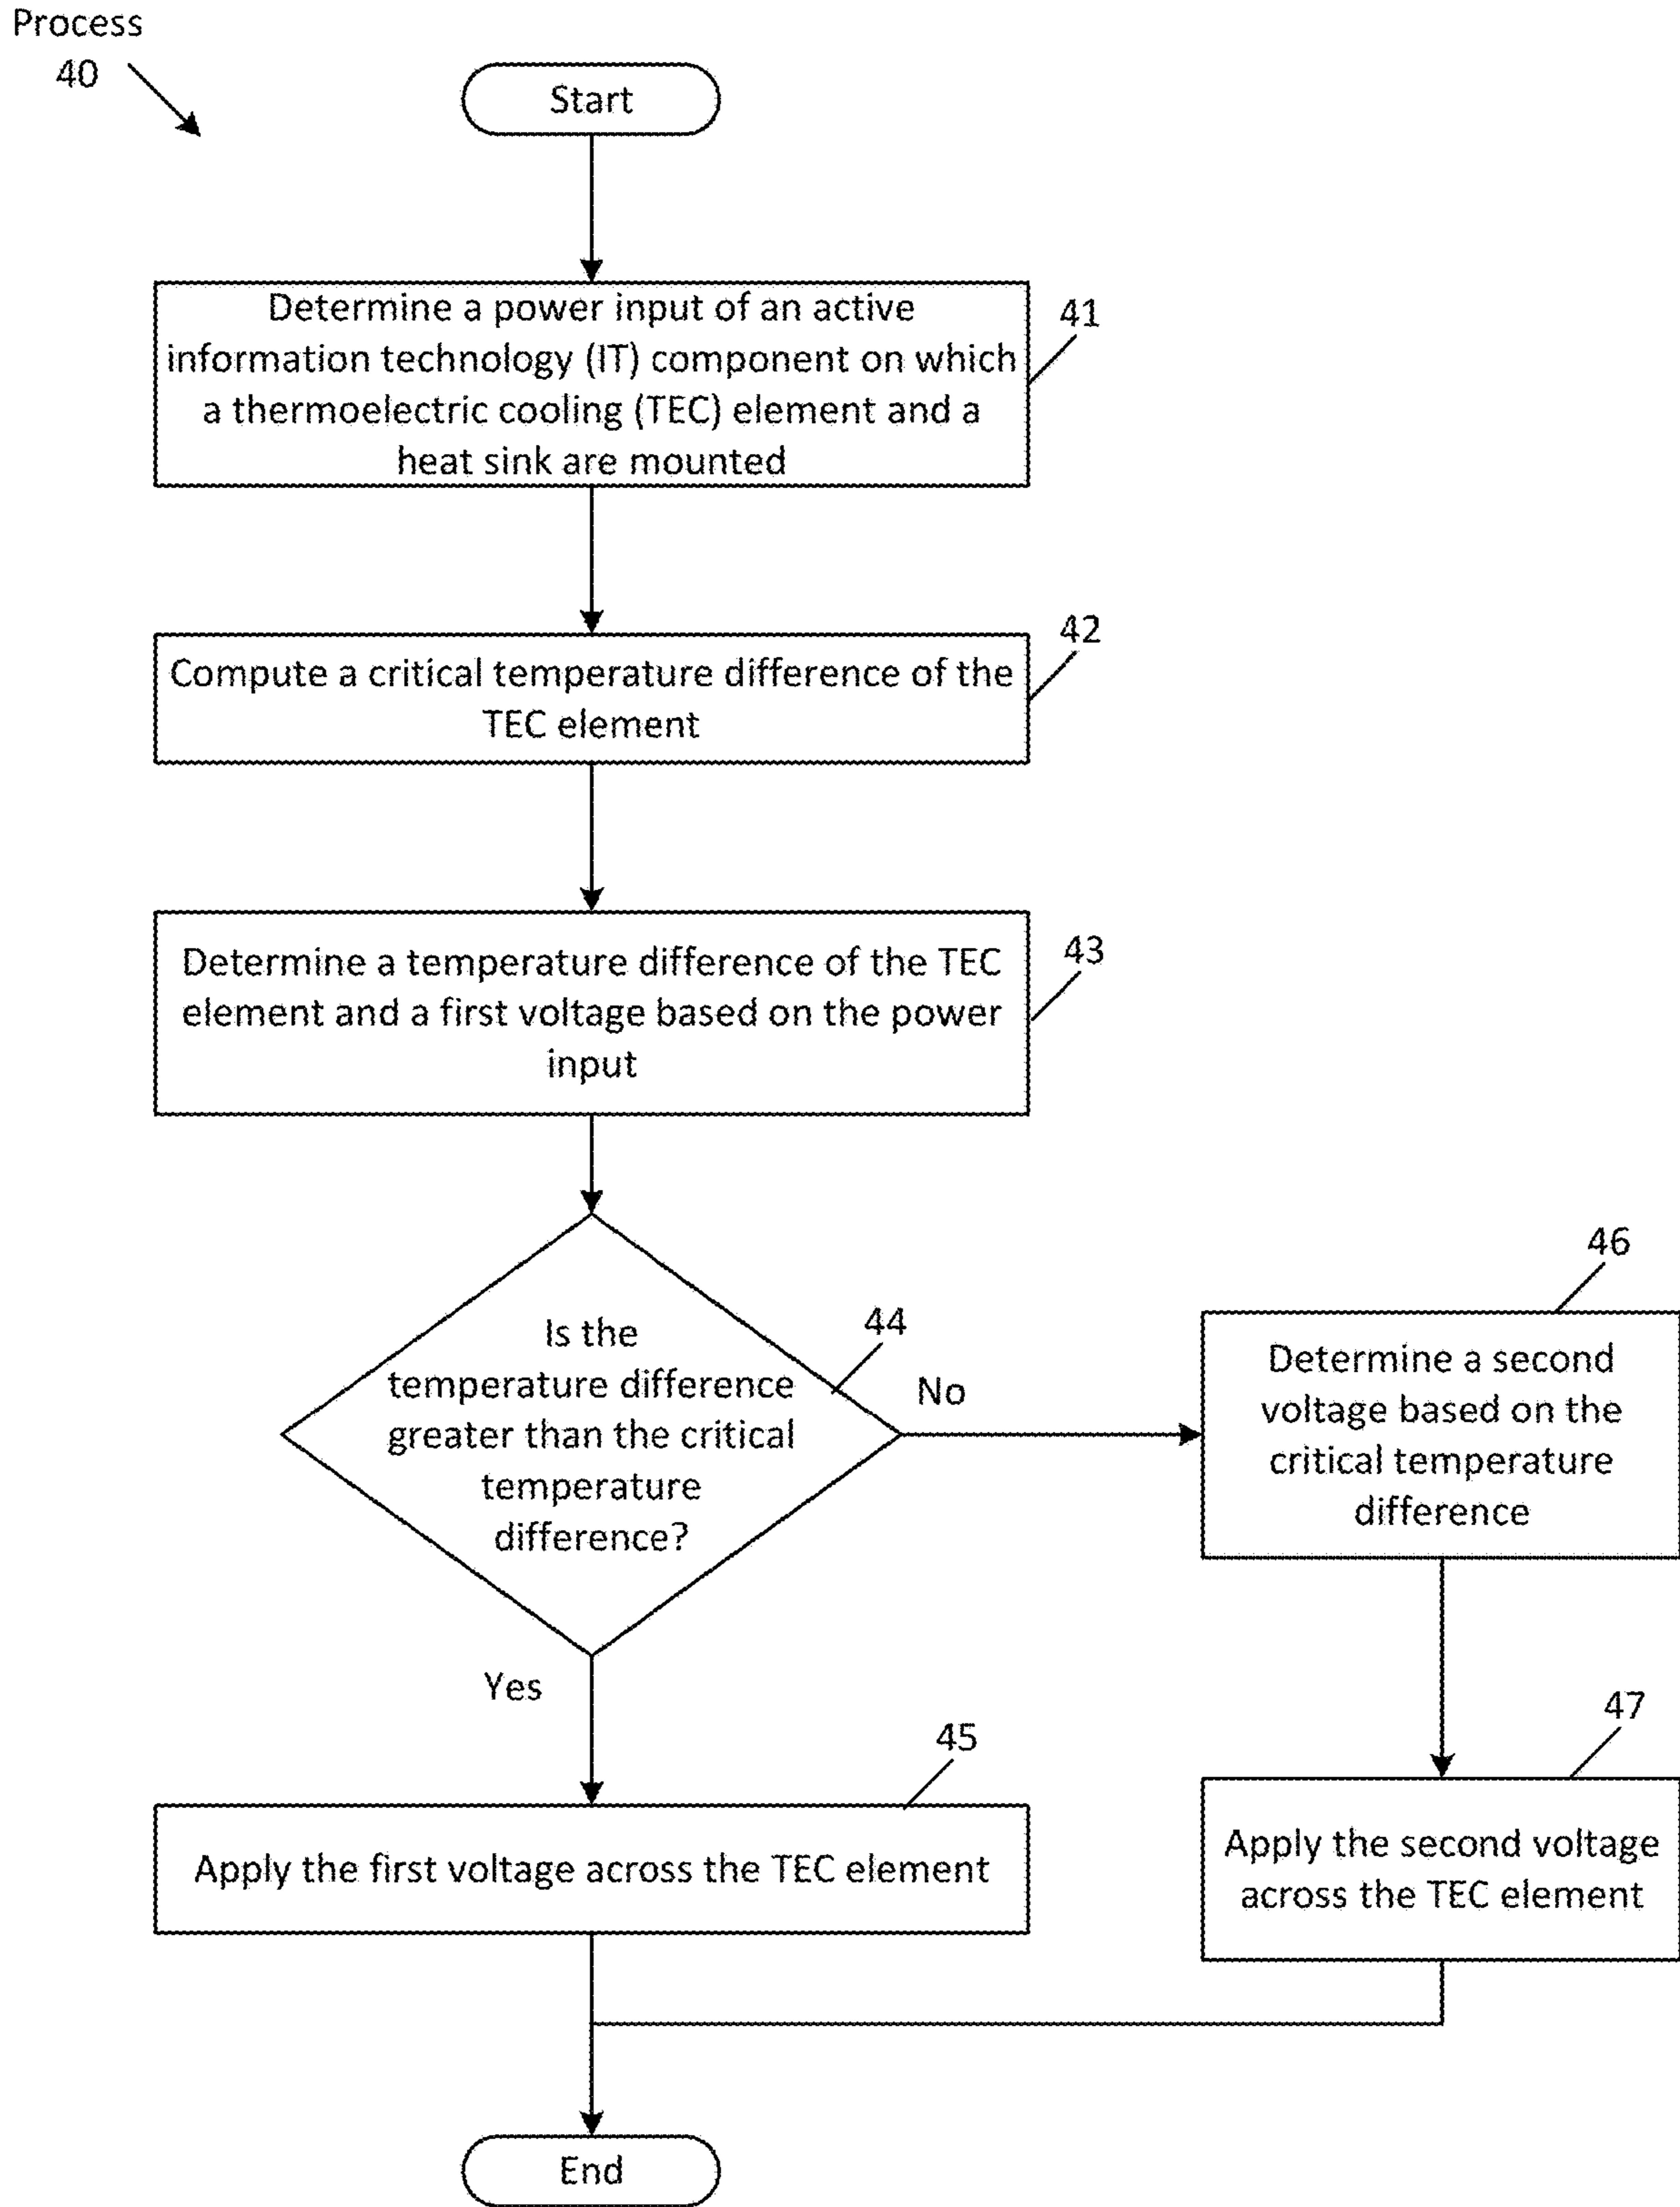 Process
40
Start
Determine a power input of an active
information technology (IT) component on which
a thermoelectric cooling (TEC) element and a
heat sink are mounted
41
Compute a critical temperature difference of the
TEC element
42
Determine a temperature difference of the TEC
element and a first voltage based on the power
input
43
Is the
temperature difference
greater than the critical
temperature
difference?
44
No
Yes
46
Determine a second
voltage based on the
critical temperature
difference
45
Apply the first voltage across the TEC element
47
Apply the second voltage
across the TEC element
End